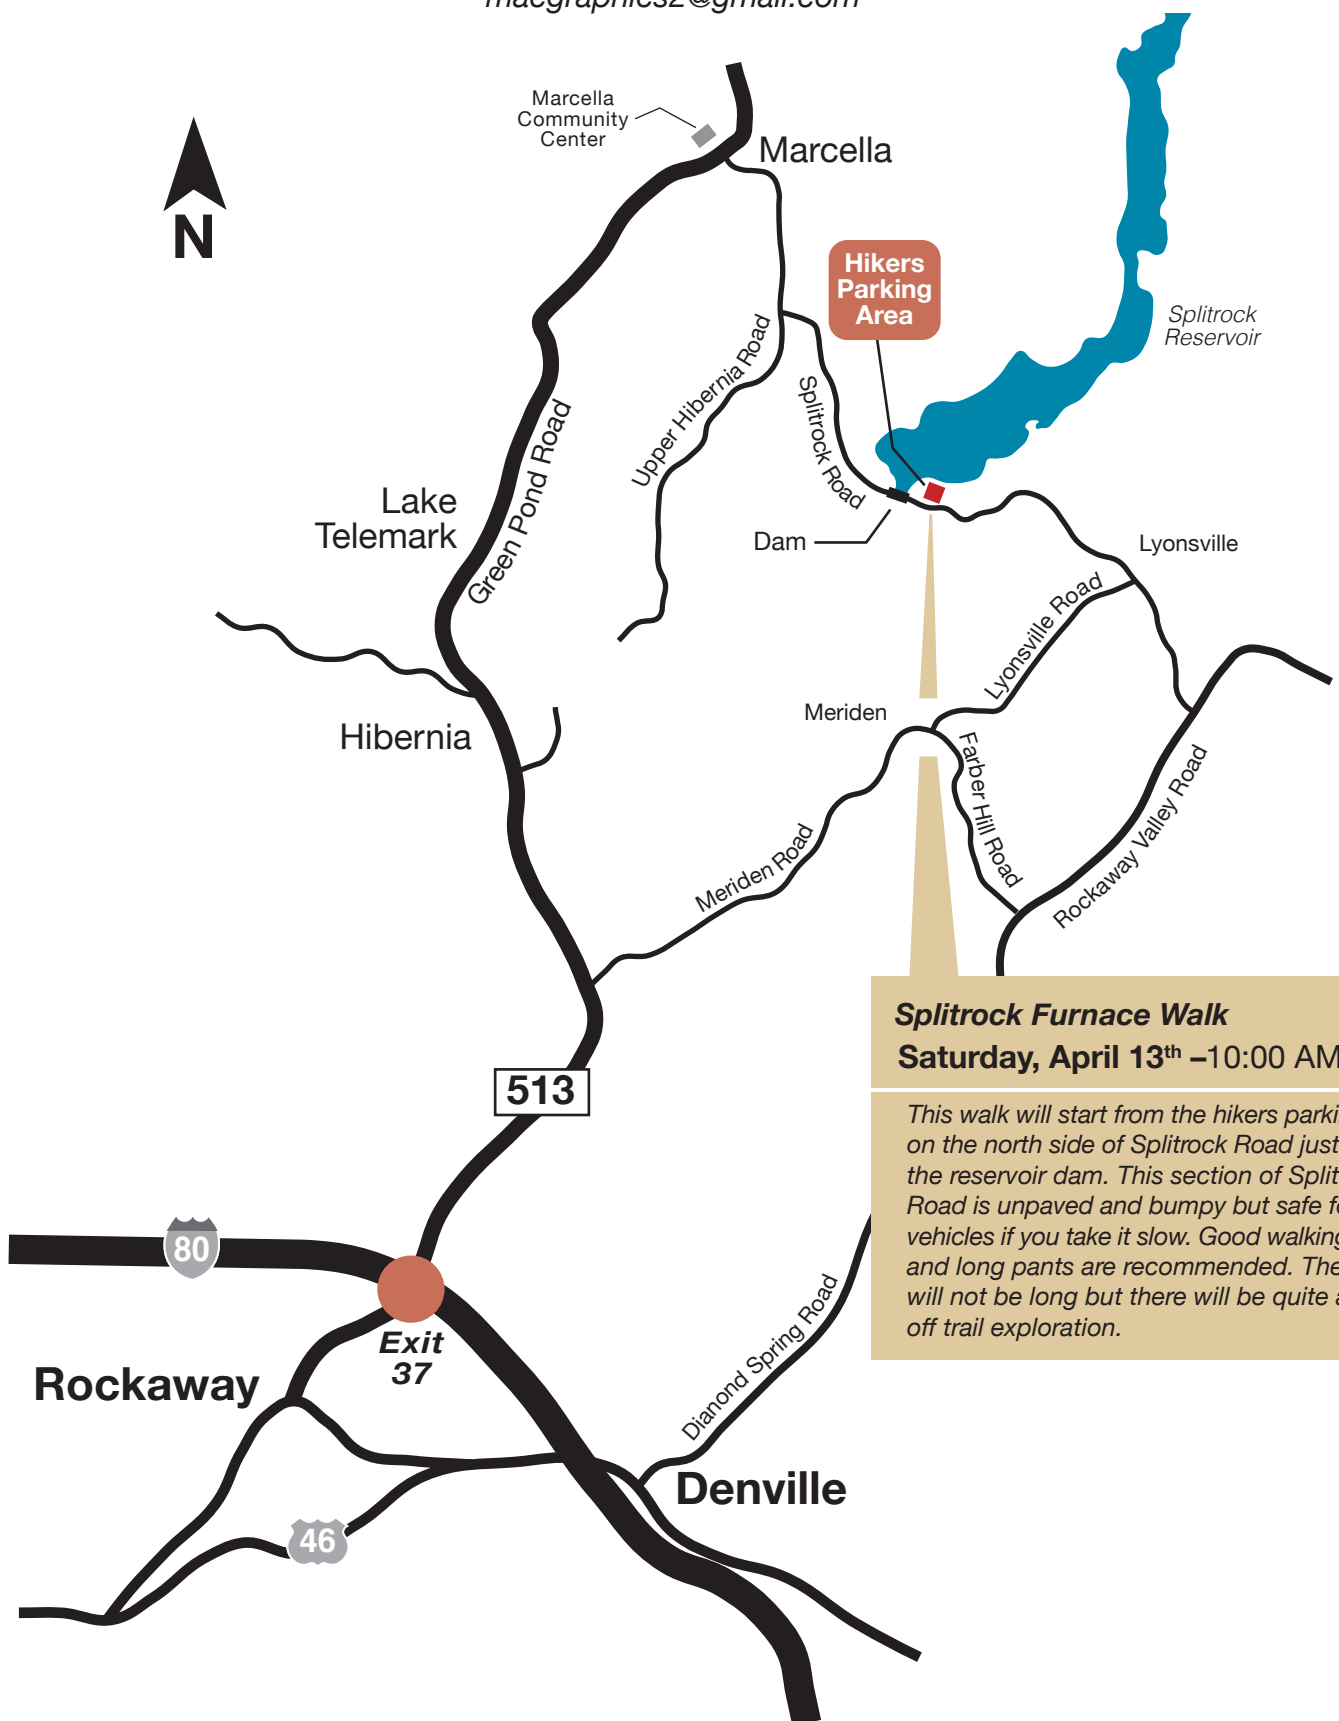 macgraphics2@gmail.com
Marcella
Community
Center
Marcella
N
Hikers
Parking
Area
Splitrock
Reservoir
Upper Hibernia Road
Splitrock Road
Green Pond Road
Lake
Telemark
Dam
Lyonsville
Lyonsville Road
Meriden
Hibernia
Farber Hill Road
Rockaway Valley Road
Meriden Road
Splitrock Furnace Walk
Saturday, April 13th –10:00 AM
513
This walk will start from the hikers
on the north side of Splitrock Road just
the reservoir dam. This section of
Road is unpaved and bumpy but safe
vehicles if you take it slow. Good walking
and long pants are recommended.
will not be long but there will be quite
off trail exploration.
80
Exit
37
Rockaway
Dianond Spring Road
Denville
46